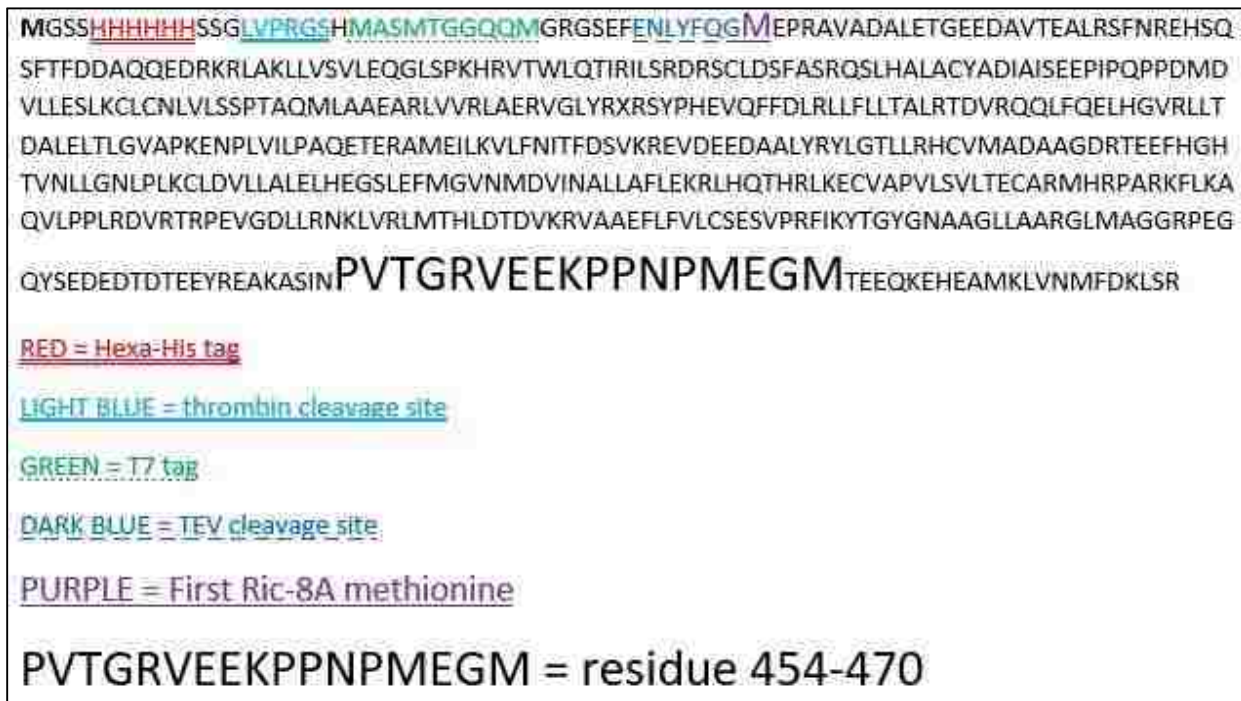 MGSSHHHHHHSSGLVPRGSHMASMTGGQQMGRGSEFENLYFQGMEPRAVADALETGEEDAVTEALRSFNREHSQ
SFTFDDAQQEDRKRLAKLLVSVLEQGLSPKHRVTWLQTIRILSRDRSCLDSFASRQSLHALACYADIAISEEPIPQPPDMD
VLLESLKCLCNLVLSSPTAQMLAAEARLVVRLAERVGLYRXRSYPHEVQFFDLRLLFLLTALRTDVRQQLFQELHGVRLLT
DALELTLGVAPKENPLVILPAQETERAMEILKVLFNITFDSVKREVDEEDAALYRYLGTLLRHCVMADAAGDRTEEFHGH
TVNLLGNLPLKCLDVLLALELHEGSLEFMGVNMDVINALLAFLEKRLHQTHRLKECVAPVLSVLTECARMHRPARKFLKA
QVLPPLRDVRTRPEVGDLLRNKLVRLMTHLDTDVKRVAAEFLFVLCSESVPRFIKYTGYGNAAGLLAARGLMAGGRPEG
QYSEDEDTDTEEYREAKASINPVTGRVEEKPPNPMEGMTEEQKEHEAMKLVNMFDKLSR
RED = Hexa-His tag
LIGHT BLUE = thrombin cleavage site
GREEN = T7 tag
DARK BLUE = TEV cleavage site
PURPLE = First Ric-8A methionine
PVTGRVEEKPPNPMEGM = residue 454-470